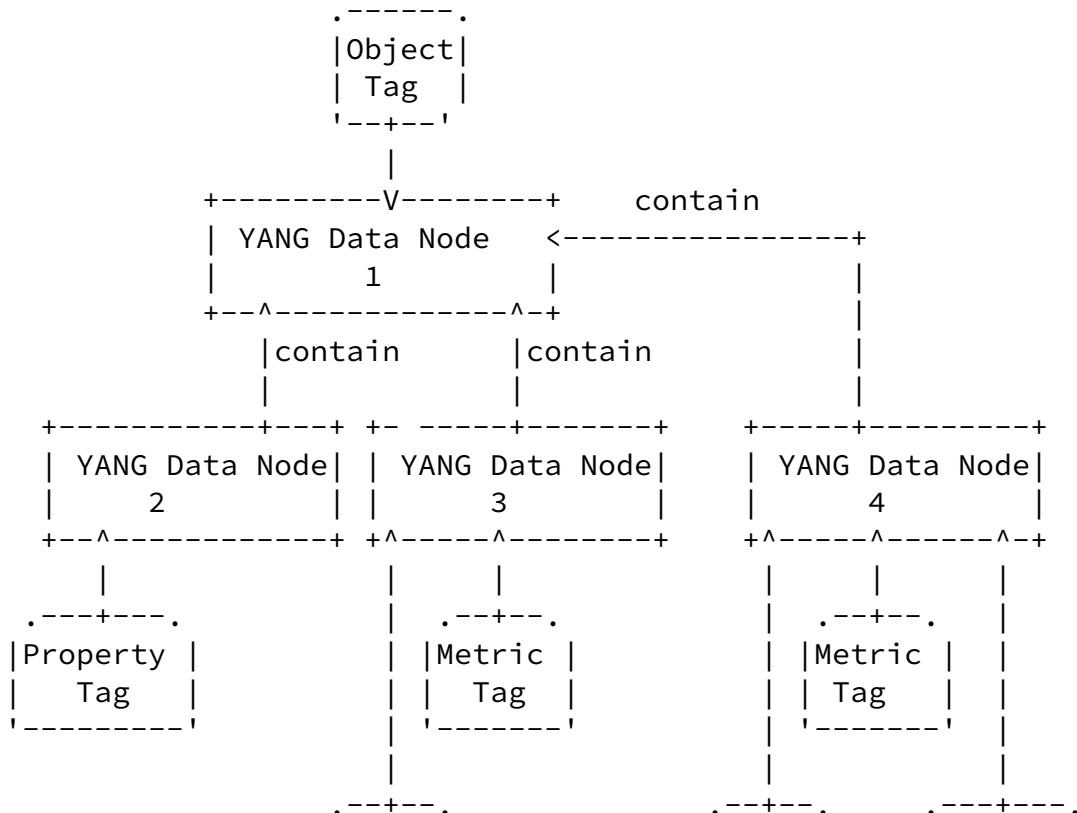 Object
Tag
contain
YANG Data Node
1
contain contain
YANG Data Node YANG Data Node YANG Data Node
2 3 4
Property Metric Metric
Tag Tag Tag